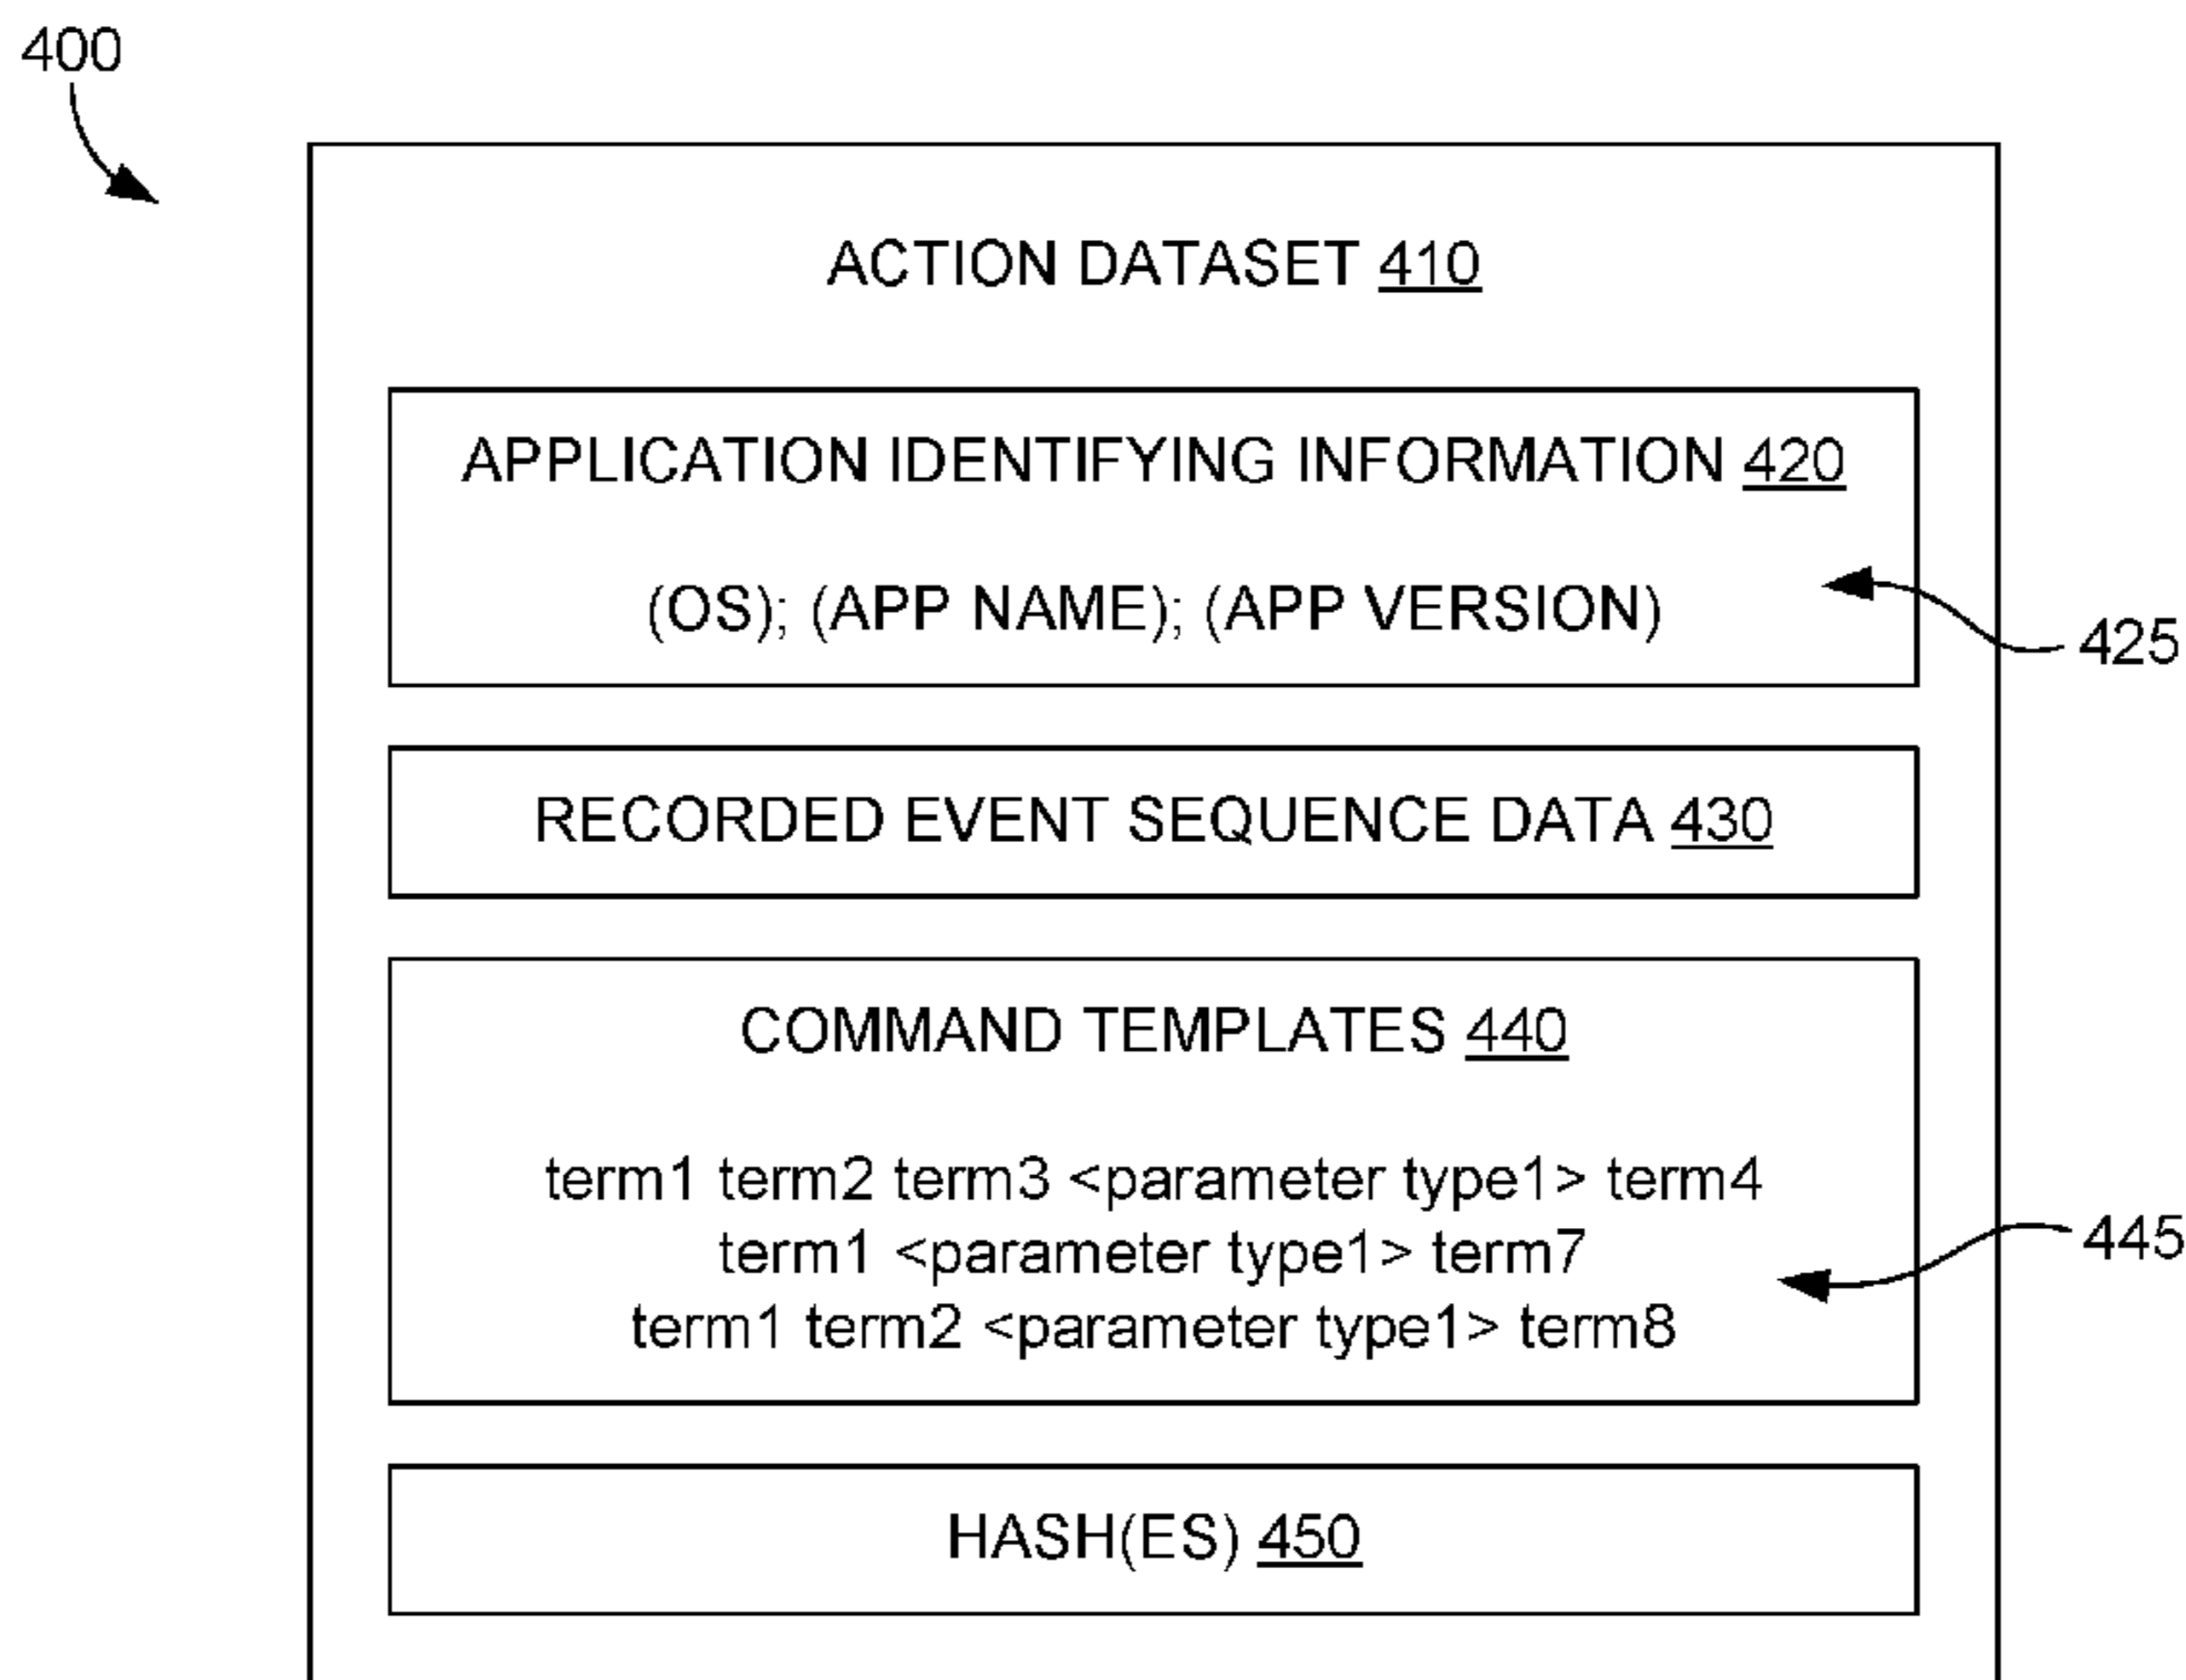 400
ACTION DATASET 410
APPLICATION IDENTIFYING INFORMATION 420
(OS); (APP NAME); (APP VERSION)
425
RECORDED EVENT SEQUENCE DATA 430
COMMAND TEMPLATES 440
term1 term2 term3 <parameter type1> term4
term1 <parameter type1> term7
445
term1 term2 <parameter type1> term8
HASH(ES) 450